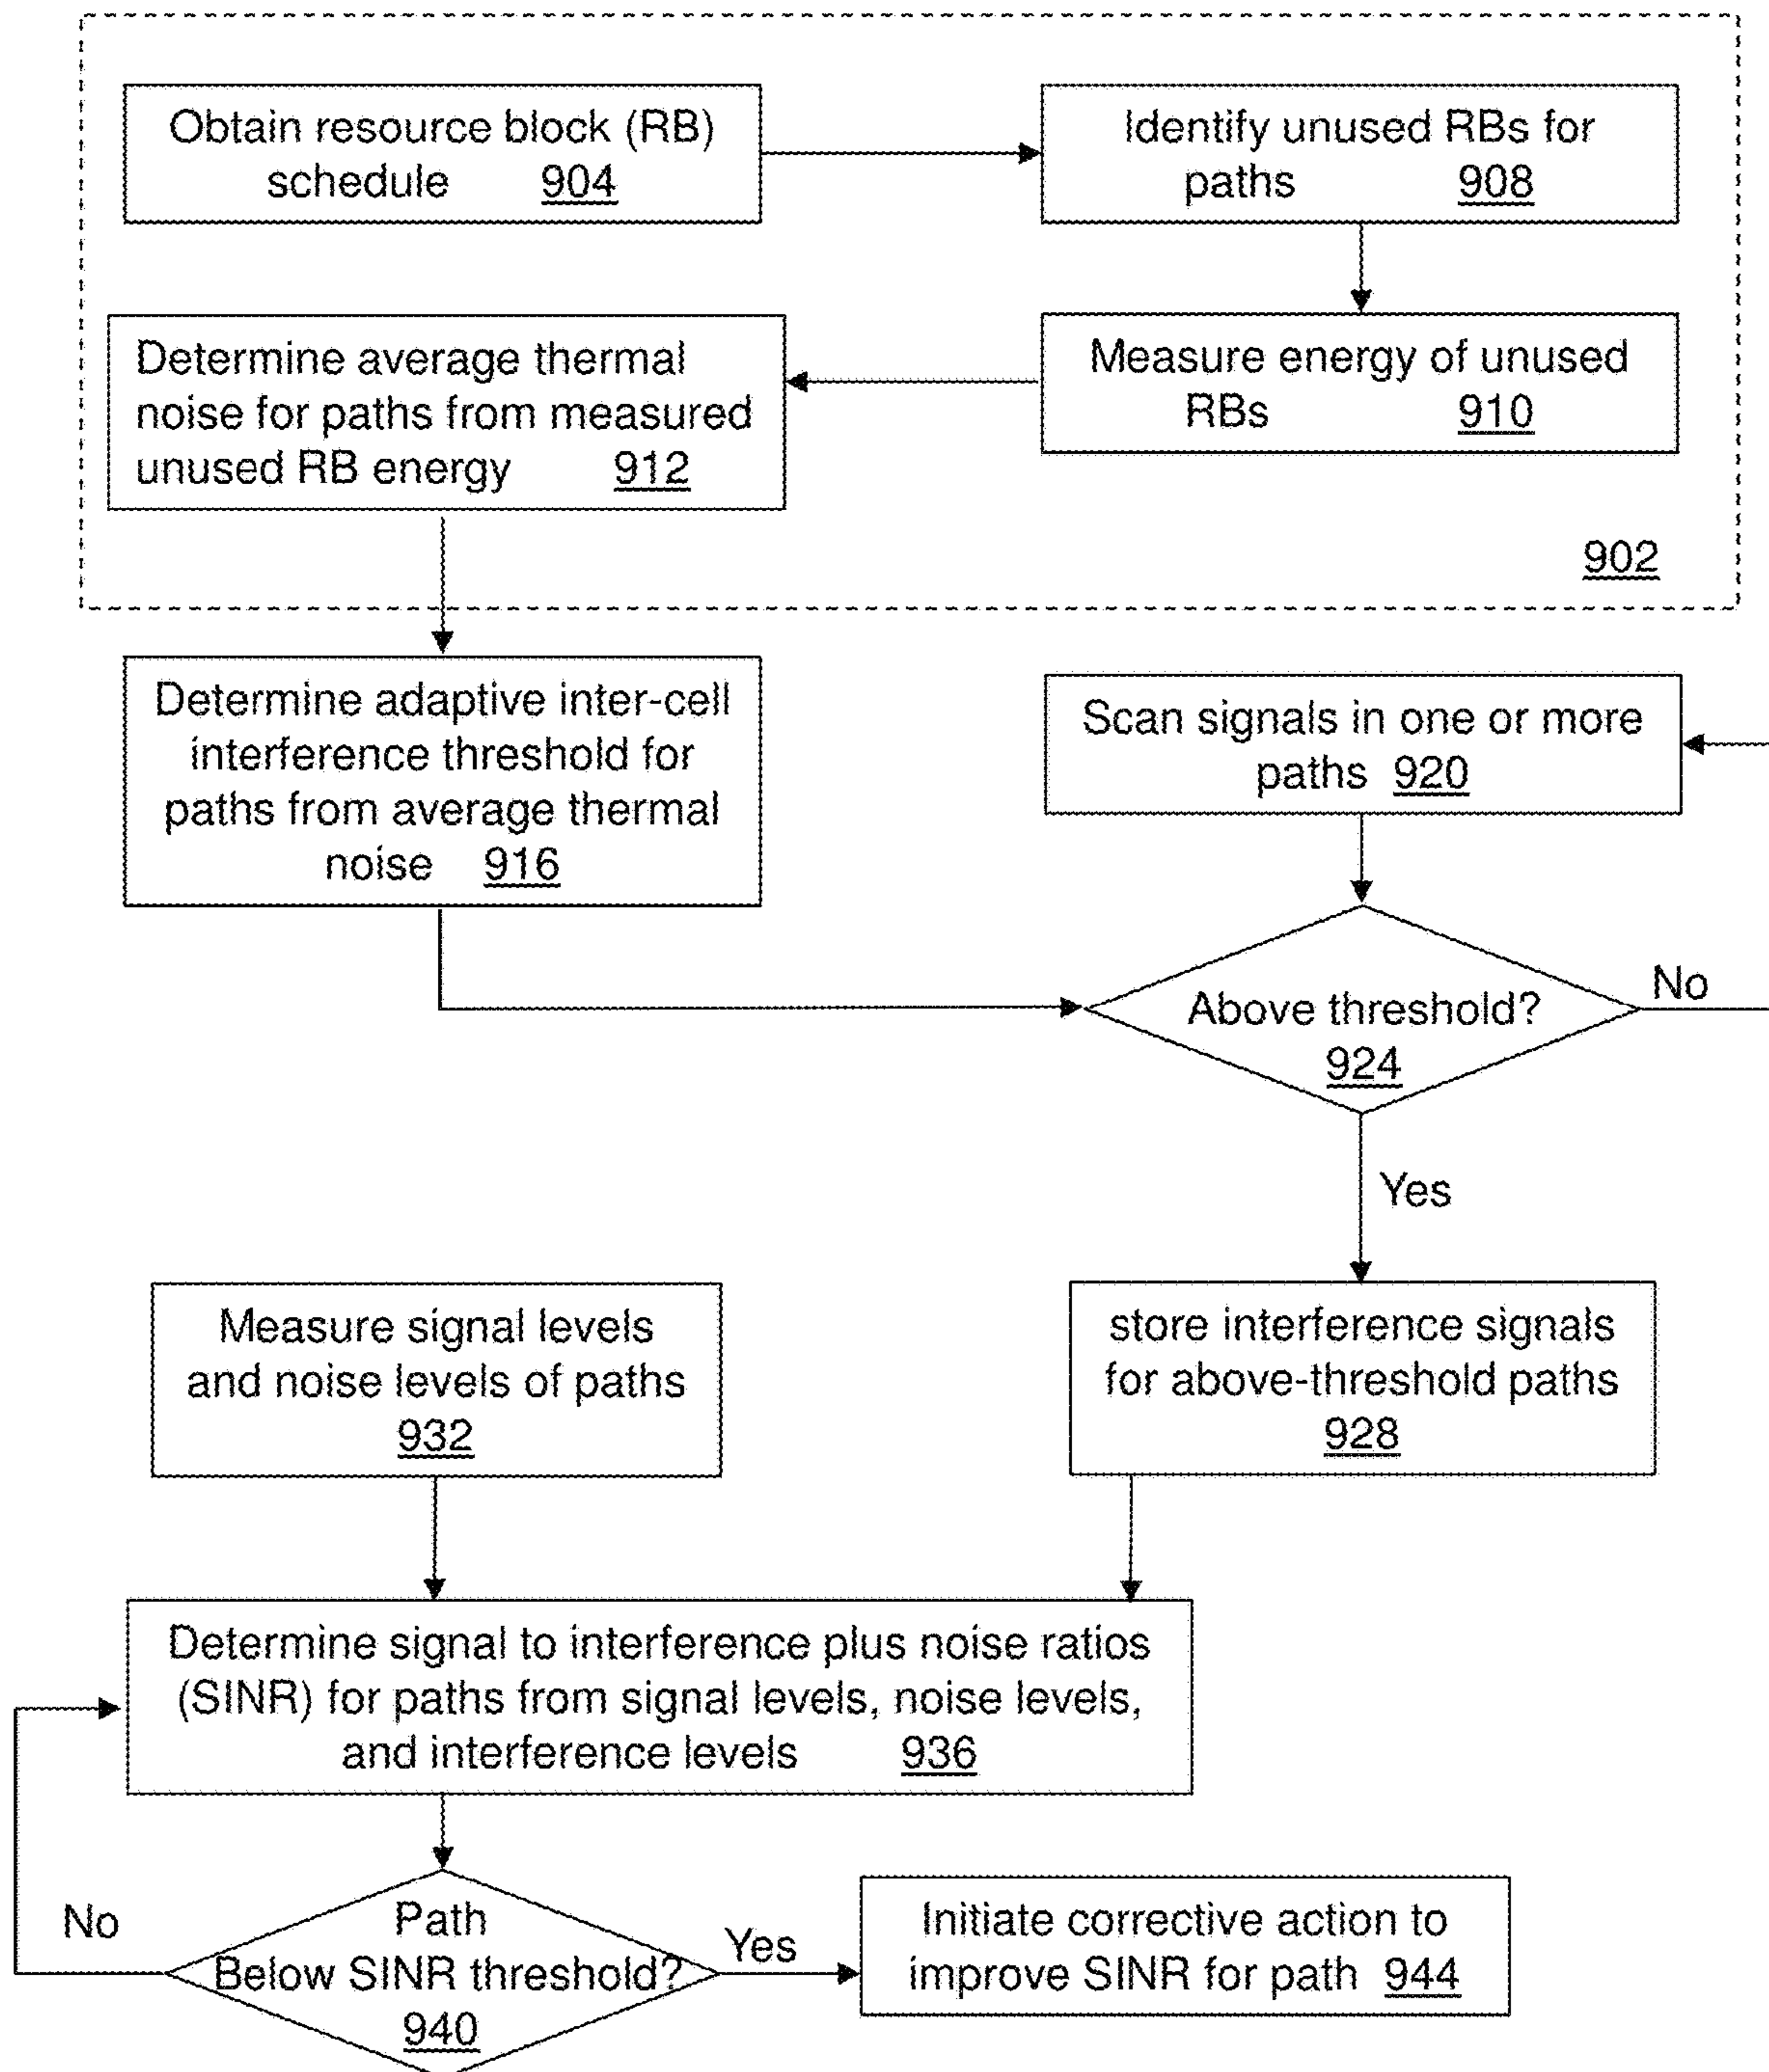 Obtain resource block (RB)
schedule 904
Identify unused RBs for
paths 908
Determine average thermal
noise for paths from measured
unused RB energy 912
Measure energy of unused
RBs 910
902
Determine adaptive inter-cell
interference threshold for
paths from average thermal
noise 916
Scan signals in one or more
paths 920
Above threshold?
924
No
Yes
Measure signal levels
and noise levels of paths
932
store interference signals
for above-threshold paths
928
Determine signal to interference plus noise ratios
(SINR) for paths from signal levels, noise levels,
and interference levels 936
No
Path
Below SINR threshold?
940
Yes
Initiate corrective action to
improve SINR for path 944